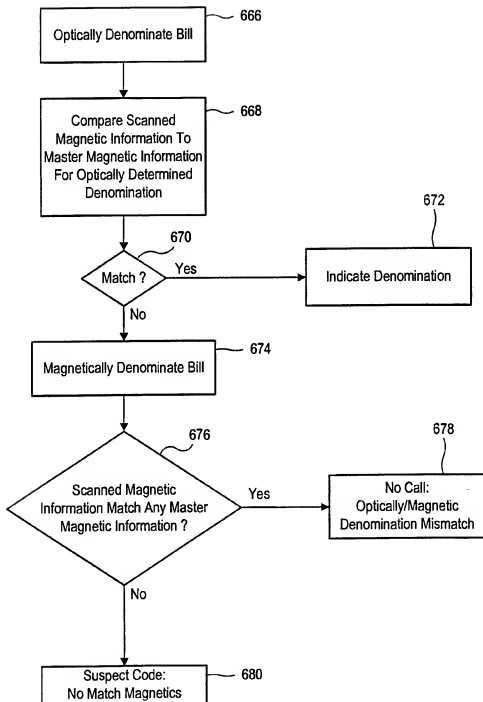 Optically Denominate Bill
666
Compare Scanned
Magnetic Information To
Master Magnetic Information
For Optically Determined
Denomination
668
670
Match ?
Yes
672
Indicate Denomination
No
Magnetically Denominate Bill
674
676
Scanned Magnetic
Information Match Any Master
Magnetic Information ?
Yes
678
No Call:
Optically/Magnetic
Denomination Mismatch
No
Suspect Code:
No Match Magnetics
680